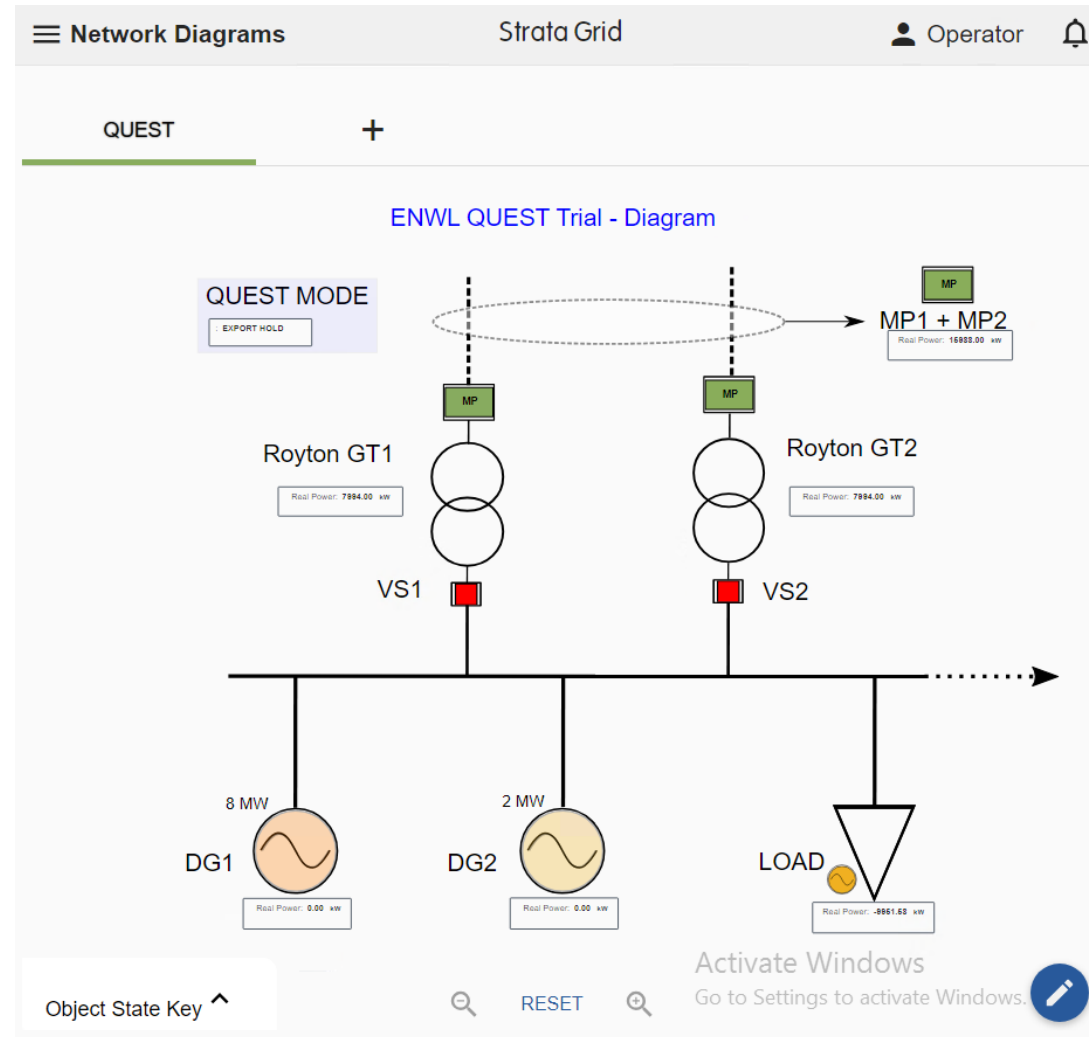 Network Diagrams
Strata Grid
Operator
QUEST
+
ENWL QUEST Trial - Diagram
QUEST MODE
: EXPORT HOLD
MP
MP1 + MP2
Real Power: 15988.00 kW
MP
MP
Royton GT1
Real Power: 7994.00 kW
Royton GT2
Real Power: 7994.00 kW
VS1
VS2
8 MW
DG1
Real Power: 0.00 kW
2 MW
DG2
Real Power: 0.00 kW
LOAD
Real Power: kW
Activate Windows
Go to Settings to activate Windows.
Object State Key
RESET